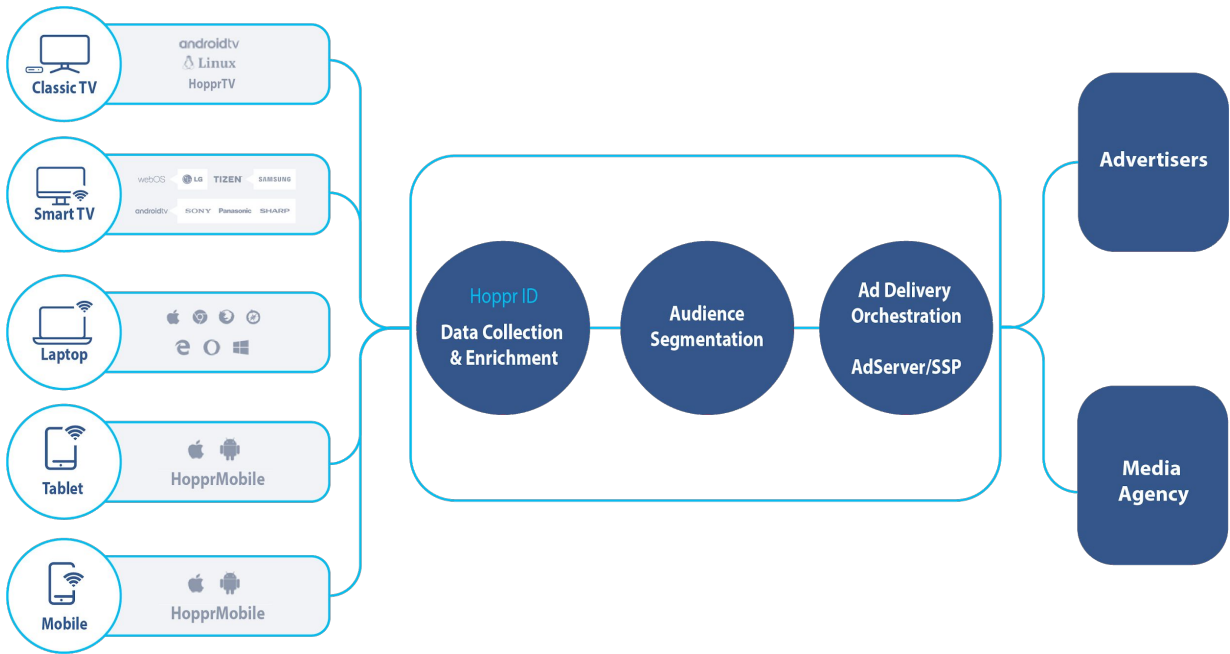 androidtv
Linux
HopprTV
Classic TV
webOS LG TIZEN SAMSUNG
androidtv SONY Panasonic SHARP
Smart TV
Laptop
HopprMobile
Tablet
HopprMobile
Mobile
Hoppr ID
Data Collection
& Enrichment
Audience
Segmentation
Ad Delivery
Orchestration
AdServer/SSP
Advertisers
Media
Agency